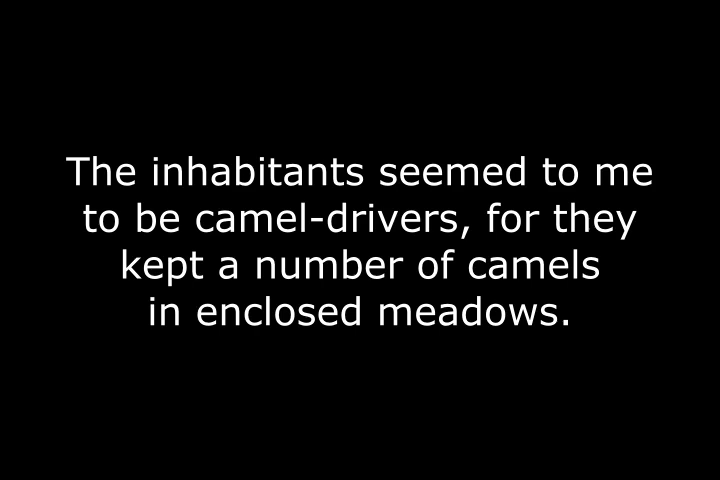 The inhabitants seemed to me
to be camel-drivers, for they
kept a number of camels
in enclosed meadows.